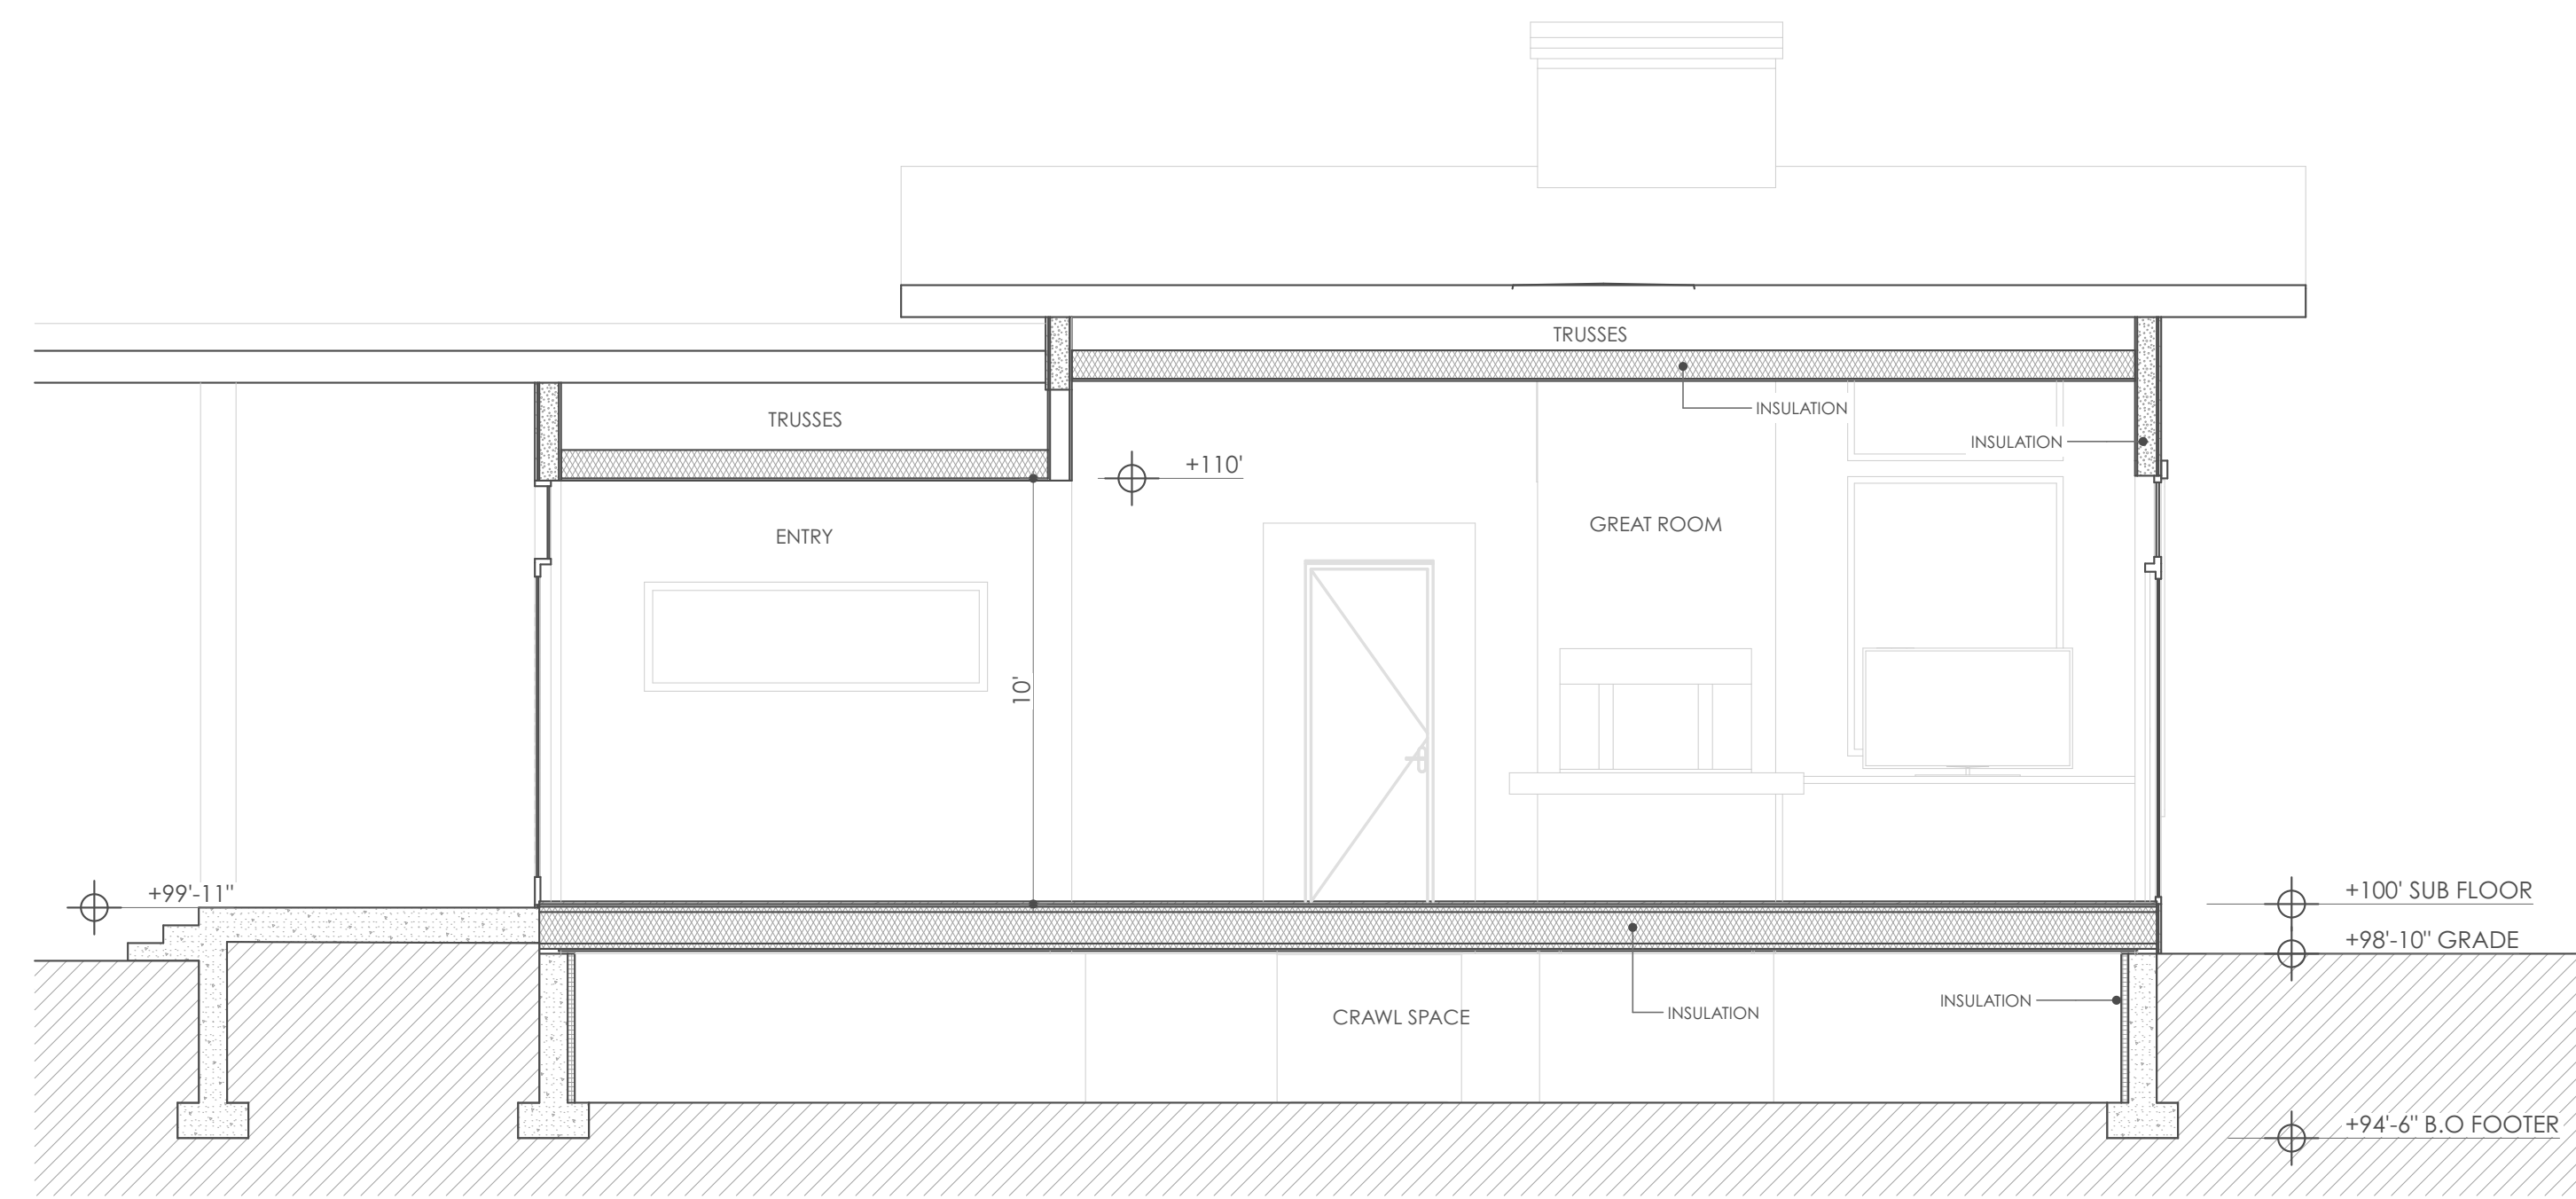 TRUSSES
INSULATION
TRUSSES
INSULATION
+110'
ENTRY
GREAT ROOM
10'
+99'-11"
+100' SUB FLOOR
+98'-10" GRADE
INSULATION
INSULATION
CRAWL SPACE
+94'-6" B.O FOOTER